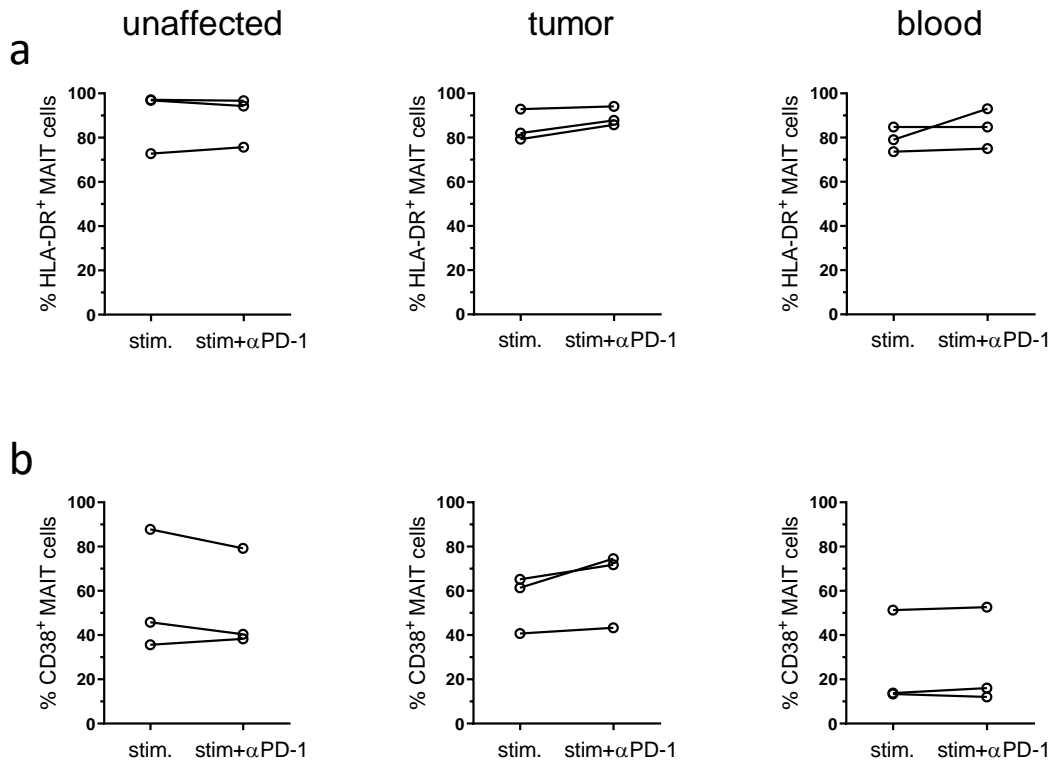 unaffected tumor blood
a
% HLA-DR+ MAIT cells
100
80
60
40
20
0
stim. stim+αPD-1
% HLA-DR+ MAIT cells
100
80
60
40
20
0
stim. stim+αPD-1
% HLA-DR+ MAIT cells
100
80
60
40
20
0
stim. stim+αPD-1
b
% CD38+ MAIT cells
100
80
60
40
20
0
stim. stim+αPD-1
% CD38+ MAIT cells
100
80
60
40
20
0
stim. stim+αPD-1
% CD38+ MAIT cells
100
80
60
40
20
0
stim. stim+αPD-1